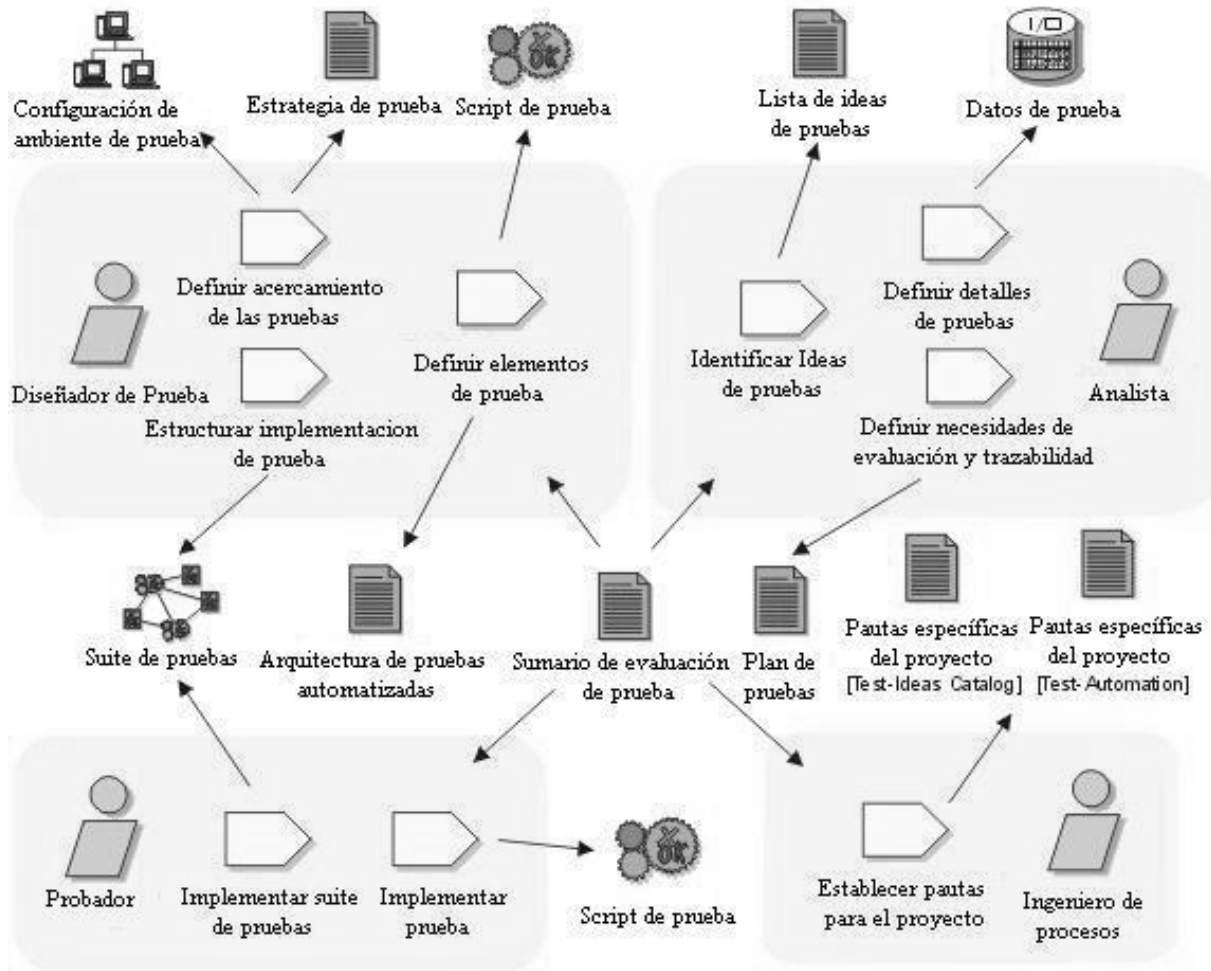 I/O
X
OK
Configuración de
ambiente de prueba
Estrategia de prueba
Script de prueba
Lista de ideas
de pruebas
Datos de prueba
Definir acercamiento
de las pruebas
Diseñador de Prueba
Estructurar implementacion
de prueba
Definir elementos
de prueba
Identificar Ideas
de pruebas
Definir detalles
de pruebas
Analista
Definir necesidades de
evaluación y trazabilidad
Suite de pruebas
Arquitectura de pruebas
automatizadas
Sumario de evaluación
de prueba
Plan de
pruebas
Pautas específicas
del proyecto
[Test-Ideas Catalog]
Pautas específicas
del proyecto
[Test-Automation]
Probador
Implementar suite
de pruebas
Implementar
prueba
X
OK
Script de prueba
Establecer pautas
para el proyecto
Ingeniero de
procesos